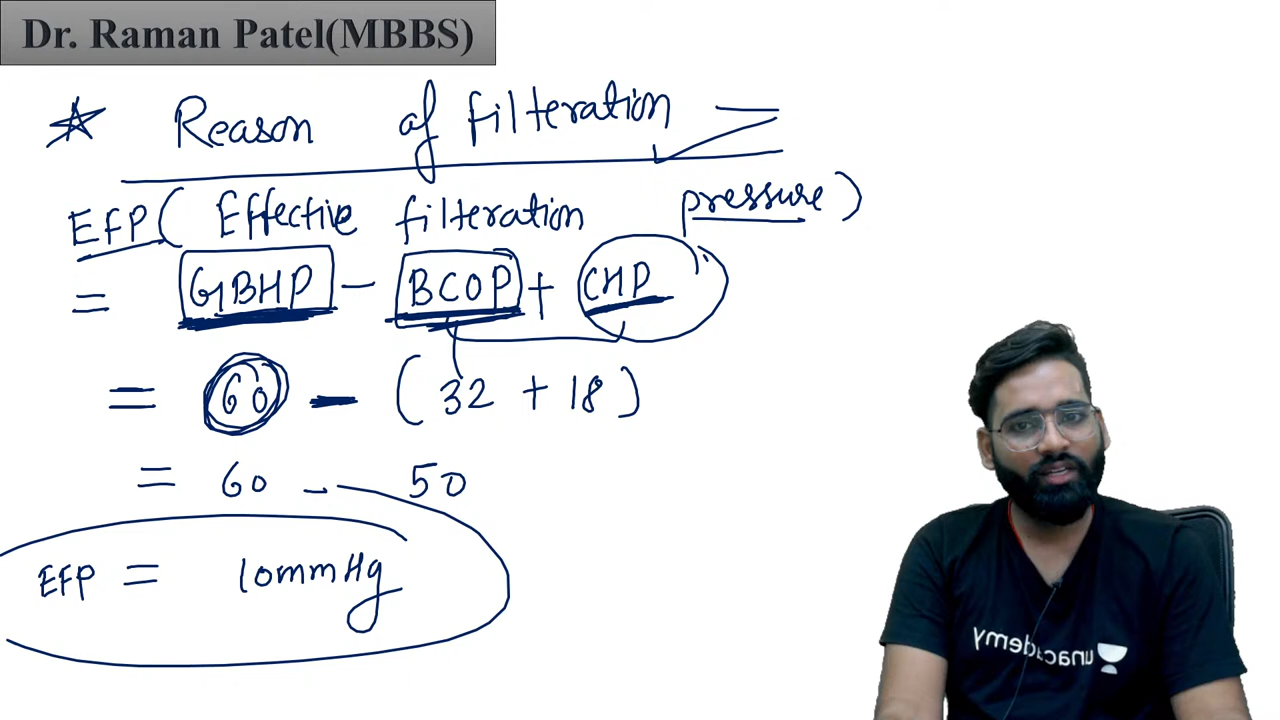 Dr. Raman Patel(MBBS)
☆ Reason of filteration
EFP( Effective filteration pressure)
= GBHP - BCOP + CHP
= 60 - ( 32 + 18 )
= 60 - 50
EFP = 10mmHg
unacademy